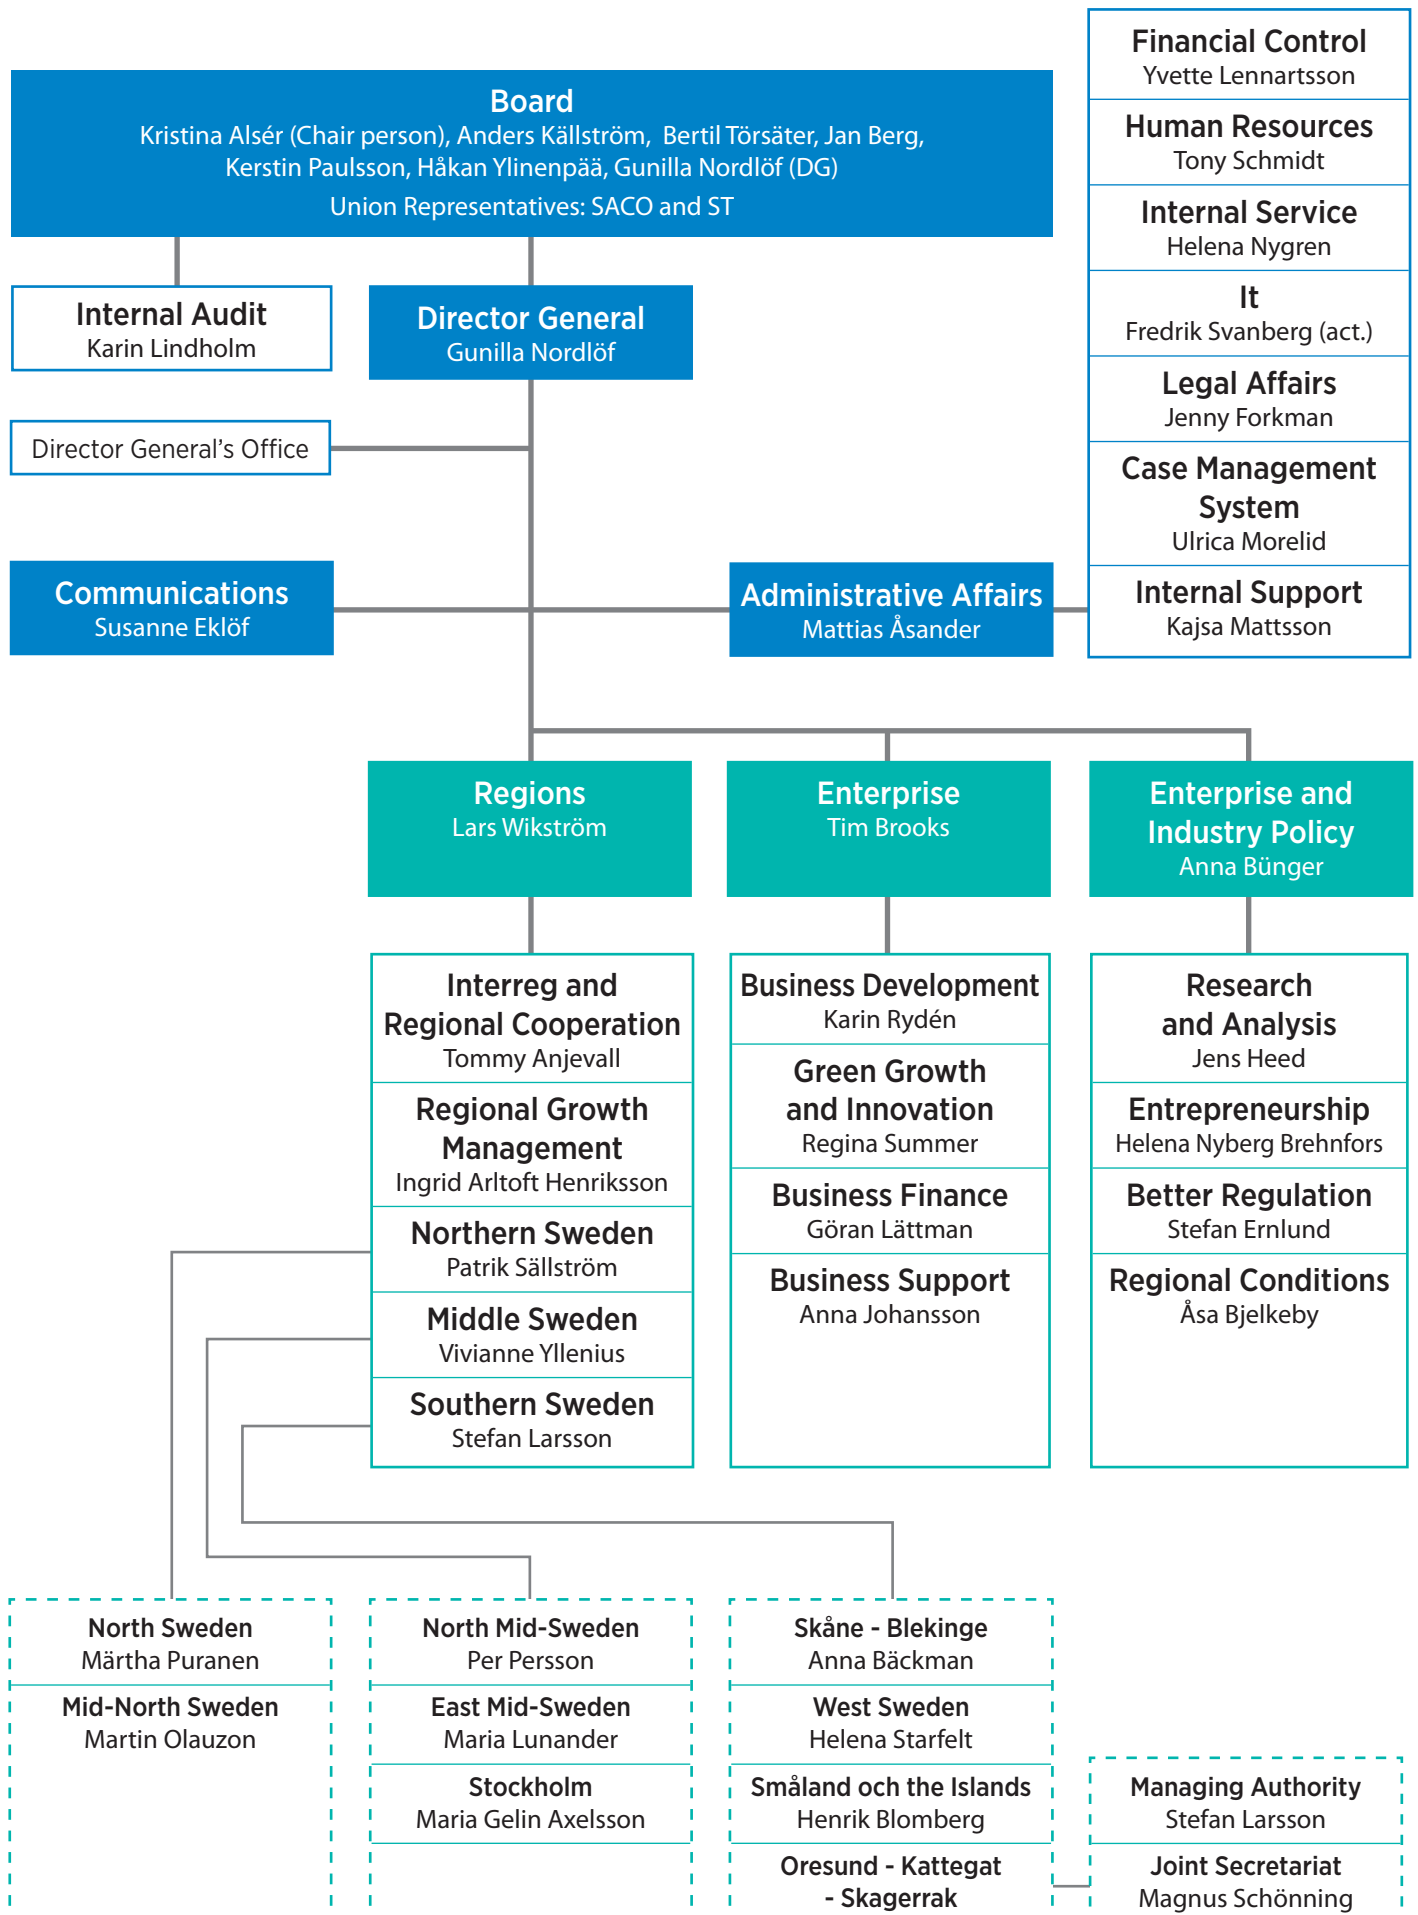 Board
Kristina Alsér (Chair person), Anders Källström, Bertil Törsäter, Jan Berg,
Kerstin Paulsson, Håkan Ylinenpää, Gunilla Nordlöf (DG)
Union Representatives: SACO and ST
Financial Control
Yvette Lennartsson
Human Resources
Tony Schmidt
Internal Service
Helena Nygren
It
Fredrik Svanberg (act.)
Legal Affairs
Jenny Forkman
Case Management
System
Ulrica Morelid
Internal Support
Kajsa Mattsson
Internal Audit
Karin Lindholm
Director General
Gunilla Nordlöf
Director General’s Office
Communications
Susanne Eklöf
Administrative Affairs
Mattias Åsander
Regions
Lars Wikström
Enterprise
Tim Brooks
Enterprise and
Industry Policy
Anna Bünger
Interreg and
Regional Cooperation
Tommy Anjevall
Regional Growth
Management
Ingrid Arltoft Henriksson
Northern Sweden
Patrik Sällström
Middle Sweden
Vivianne Yllenius
Southern Sweden
Stefan Larsson
Business Development
Karin Rydén
Green Growth
and Innovation
Regina Summer
Business Finance
Göran Lättman
Business Support
Anna Johansson
Research
and Analysis
Jens Heed
Entrepreneurship
Helena Nyberg Brehnfors
Better Regulation
Stefan Ernlund
Regional Conditions
Åsa Bjelkeby
North Sweden
Märtha Puranen
Mid-North Sweden
Martin Olauzon
North Mid-Sweden
Per Persson
East Mid-Sweden
Maria Lunander
Stockholm
Maria Gelin Axelsson
Skåne - Blekinge
Anna Bäckman
West Sweden
Helena Starfelt
Småland och the Islands
Henrik Blomberg
Oresund - Kattegat
- Skagerrak
Managing Authority
Stefan Larsson
Joint Secretariat
Magnus Schönning